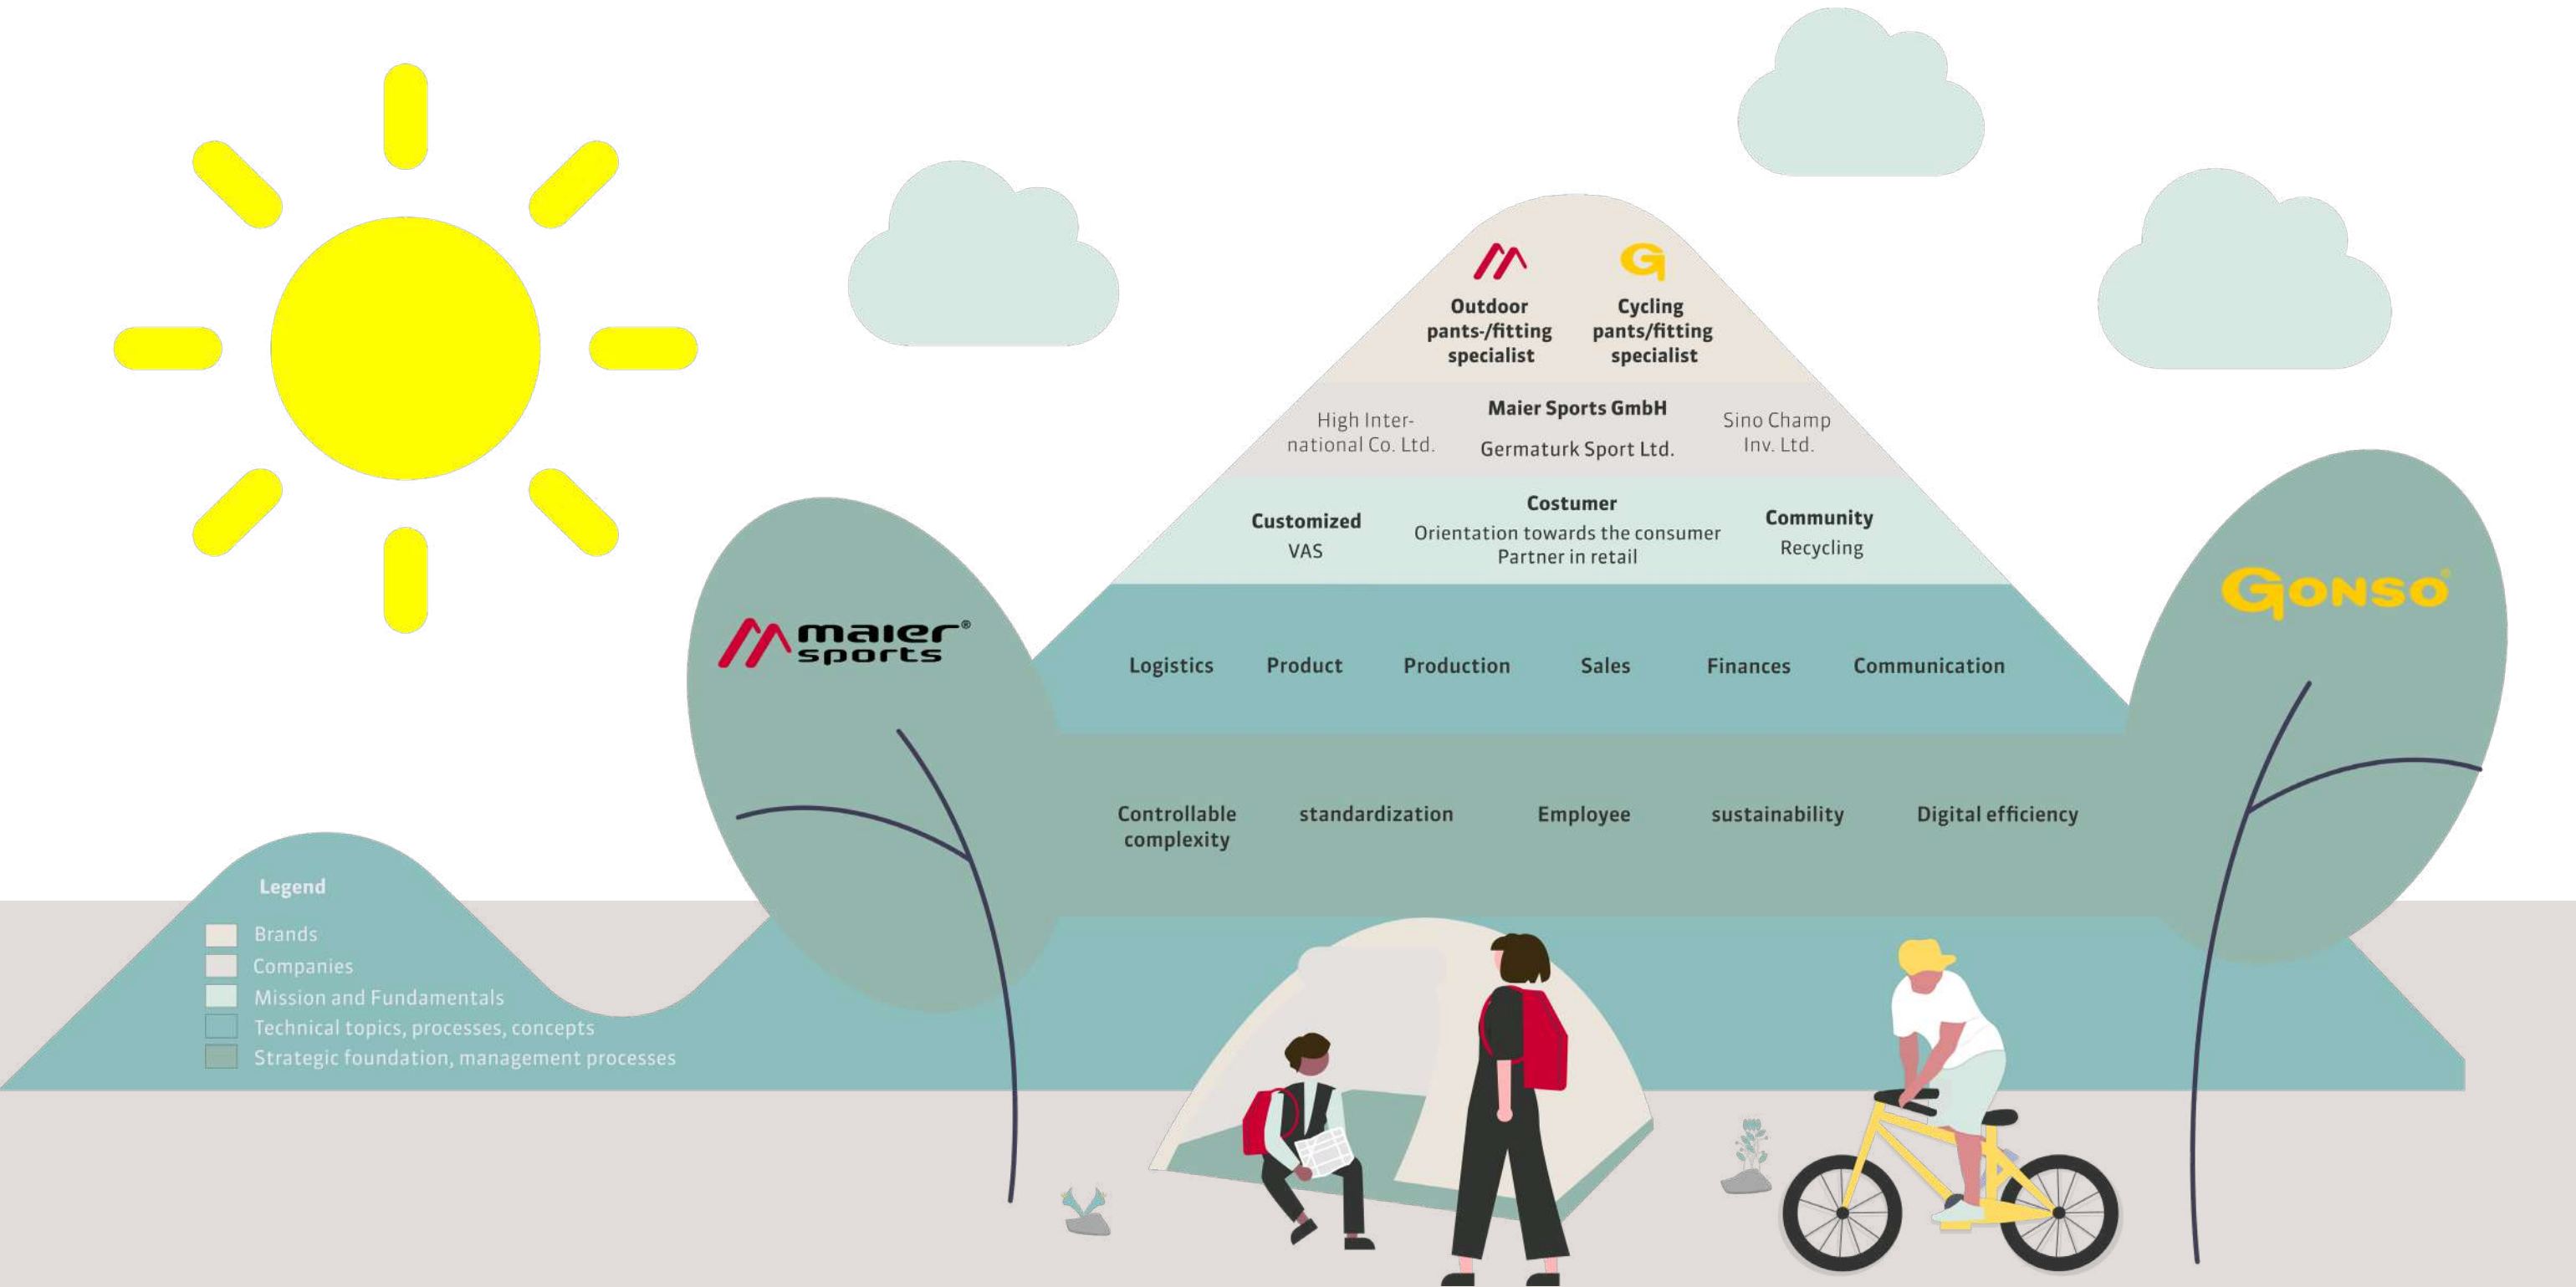 Outdoor
pants-/fitting
specialist
Cycling
pants/fitting
specialist
High Inter-
national Co. Ltd.
Maier Sports GmbH
Germaturk Sport Ltd.
Sino Champ
Inv. Ltd.
Customized
VAS
Costumer
Orientation towards the consumer
Partner in retail
Community
Recycling
maier®
sports
GONSO®
Logistics
Product
Production
Sales
Finances
Communication
Controllable
complexity
standardization
Employee
sustainability
Digital efficiency
Legend
Brands
Companies
Mission and Fundamentals
Technical topics, processes, concepts
Strategic foundation, management processes